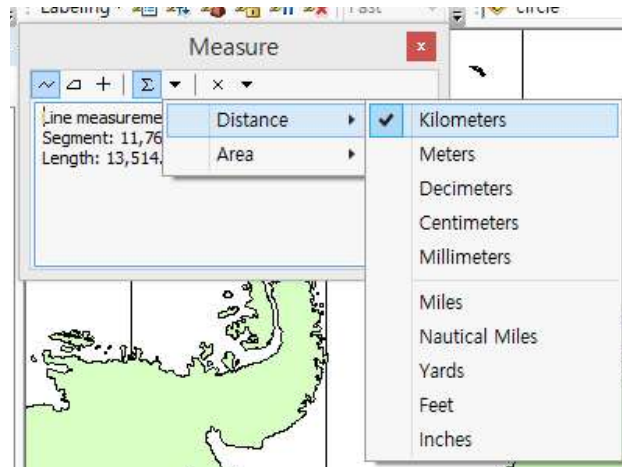 Labeling
Fast
circle
Measure
x
Σ
Line measureme
Segment: 11,76
Length: 13,514.
Distance
Area
Kilometers
Meters
Decimeters
Centimeters
Millimeters
Miles
Nautical Miles
Yards
Feet
Inches